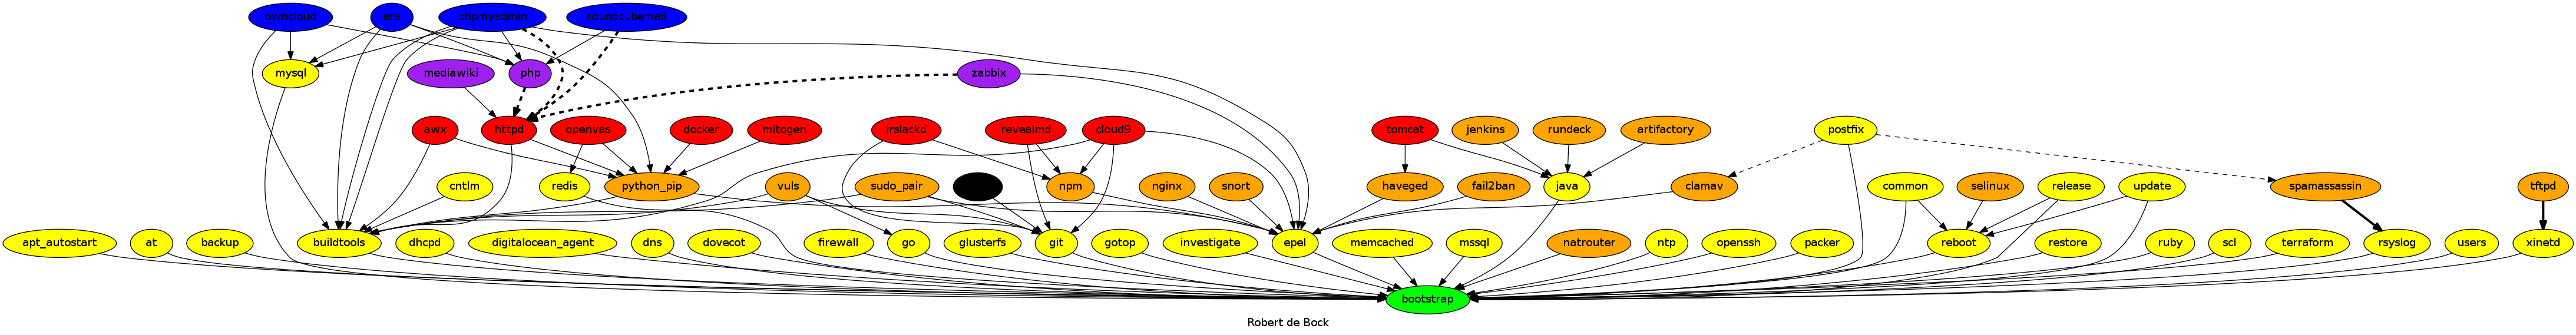 owncloud
ara
phpmyadmin
roundcubemail
mysql
mediawiki
php
zabbix
awx
httpd
openvas
docker
mitogen
irslackd
revealmd
cloud9
tomcat
jenkins
rundeck
artifactory
postfix
cntlm
redis
python_pip
vuls
sudo_pair
npm
nginx
snort
haveged
fail2ban
java
clamav
common
selinux
release
update
spamassassin
tftpd
apt_autostart
at
backup
buildtools
dhcpd
digitalocean_agent
dns
dovecot
firewall
go
glusterfs
git
gotop
investigate
epel
memcached
mssql
natrouter
ntp
openssh
packer
reboot
restore
ruby
scl
terraform
rsyslog
users
xinetd
bootstrap
Robert de Bock